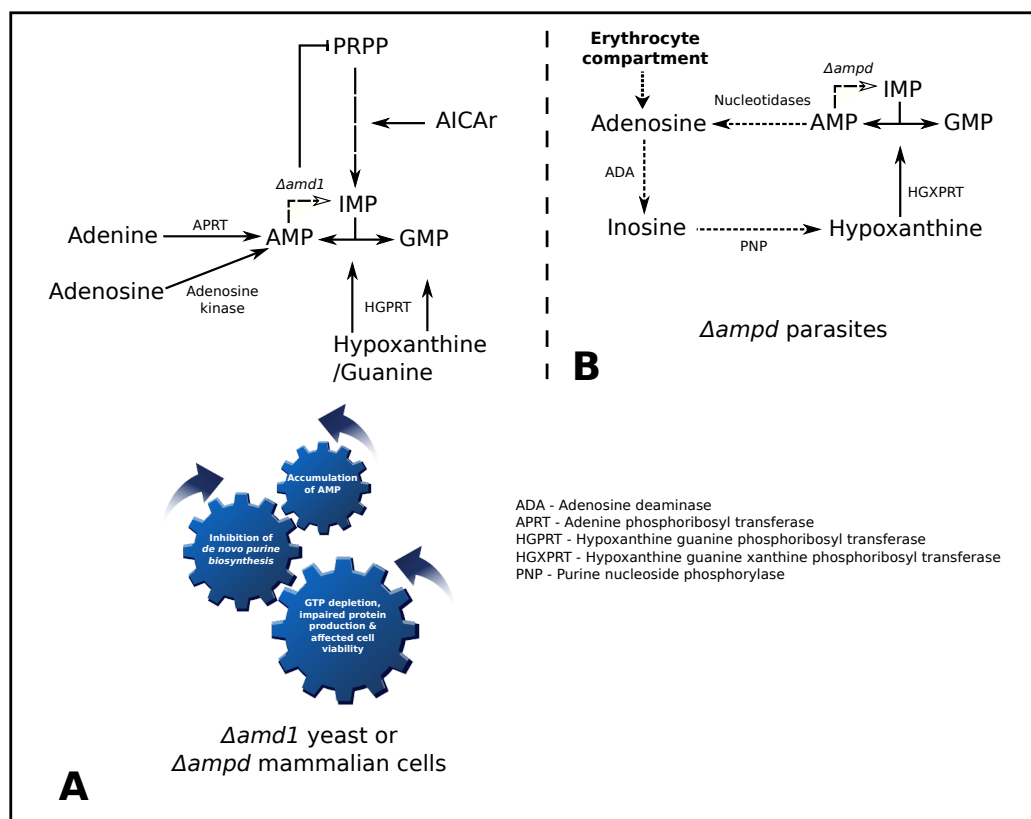 PRPP
AICAr
Δamd1
IMP
Adenine
APRT
AMP
GMP
Adenosine
Adenosine
kinase
HGPRT
Hypoxanthine
/Guanine
Accumulation
of AMP
Inhibition of
de novo purine
biosynthesis
GTP depletion,
impaired protein
production &
affected cell
viability
Δamd1 yeast or
Δampd mammalian cells
A
Erythrocyte
compartment
Δampd
IMP
Nucleotidases
Adenosine
AMP
GMP
ADA
HGXPRT
Inosine
PNP
Hypoxanthine
Δampd parasites
B
ADA - Adenosine deaminase
APRT - Adenine phosphoribosyl transferase
HGPRT - Hypoxanthine guanine phosphoribosyl transferase
HGXPRT - Hypoxanthine guanine xanthine phosphoribosyl transferase
PNP - Purine nucleoside phosphorylase